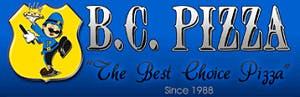 B.C. PIZZA
"The Best Choice Pizza"
Since 1988